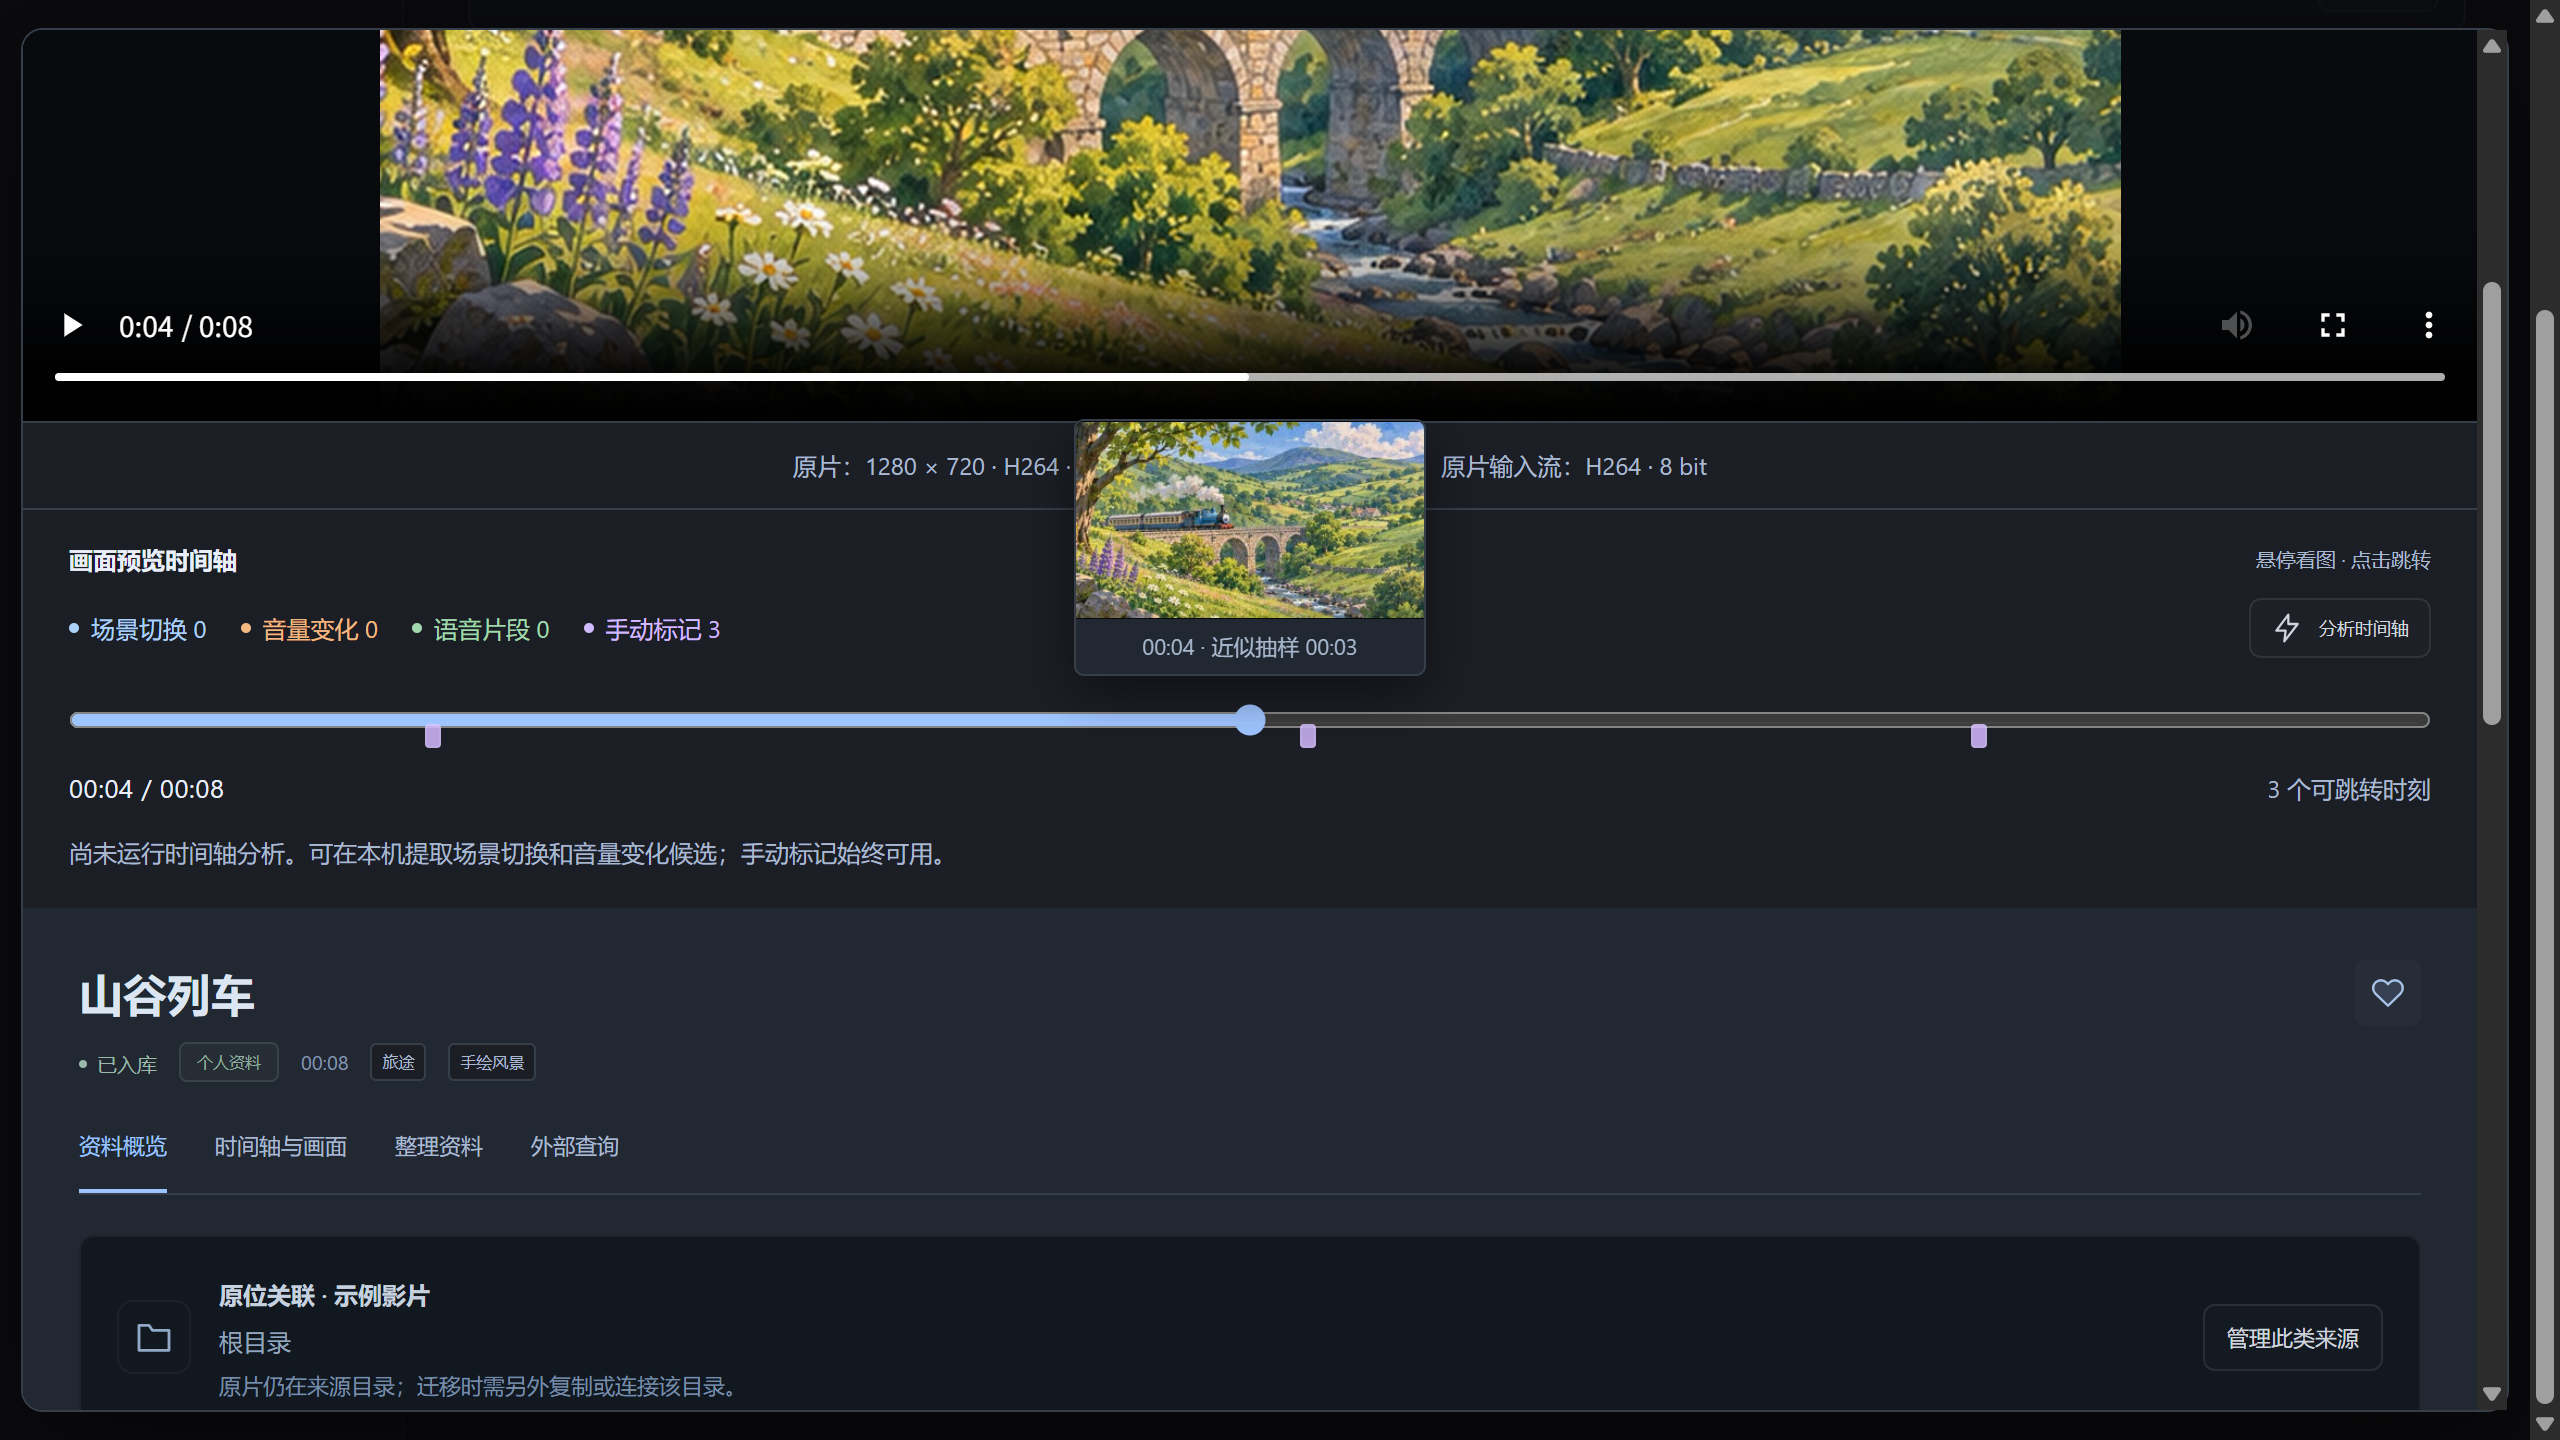 0:04 / 0:08
原片：1280 × 720 · H264 ·
原片输入流：H264 · 8 bit
画面预览时间轴
悬停看图 · 点击跳转
场景切换 0
音量变化 0
语音片段 0
手动标记 3
分析时间轴
00:04 · 近似抽样 00:03
00:04 / 00:08
3 个可跳转时刻
尚未运行时间轴分析。可在本机提取场景切换和音量变化候选；手动标记始终可用。
山谷列车
已入库
个人资料
00:08
旅途
手绘风景
资料概览
时间轴与画面
整理资料
外部查询
原位关联 · 示例影片
根目录
原片仍在来源目录；迁移时需另外复制或连接该目录。
管理此类来源